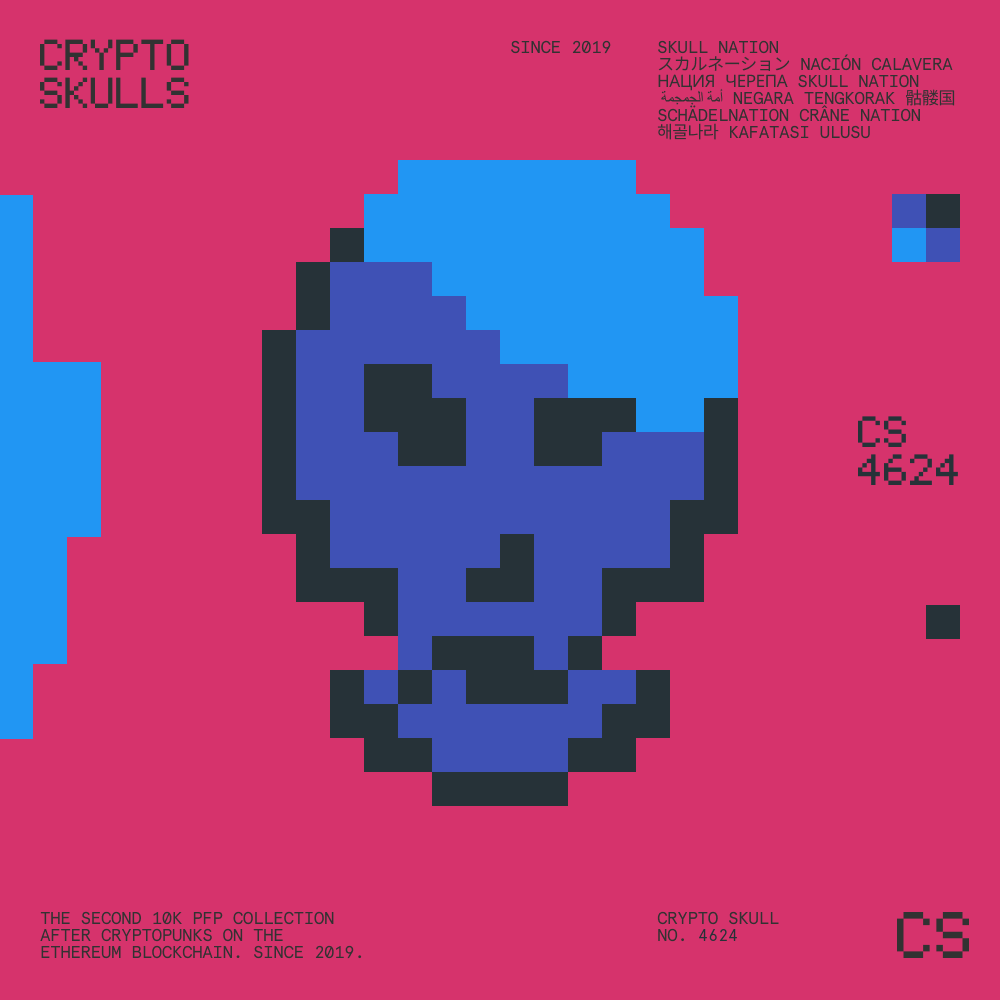 CRYPTO
SKULLS
SINCE 2019
SKULL NATION
スカルネーション NACIÓN CALAVERA
НАЦИЯ ЧЕРЕПА SKULL NATION
أمة الجمجمة NEGARA TENGKORAK 骷髅国
SCHÄDELNATION CRÂNE NATION
해골나라 KAFATASI ULUSU
CS
4624
THE SECOND 10K PFP COLLECTION
AFTER CRYPTOPUNKS ON THE
ETHEREUM BLOCKCHAIN. SINCE 2019.
CRYPTO SKULL
NO. 4624
CS